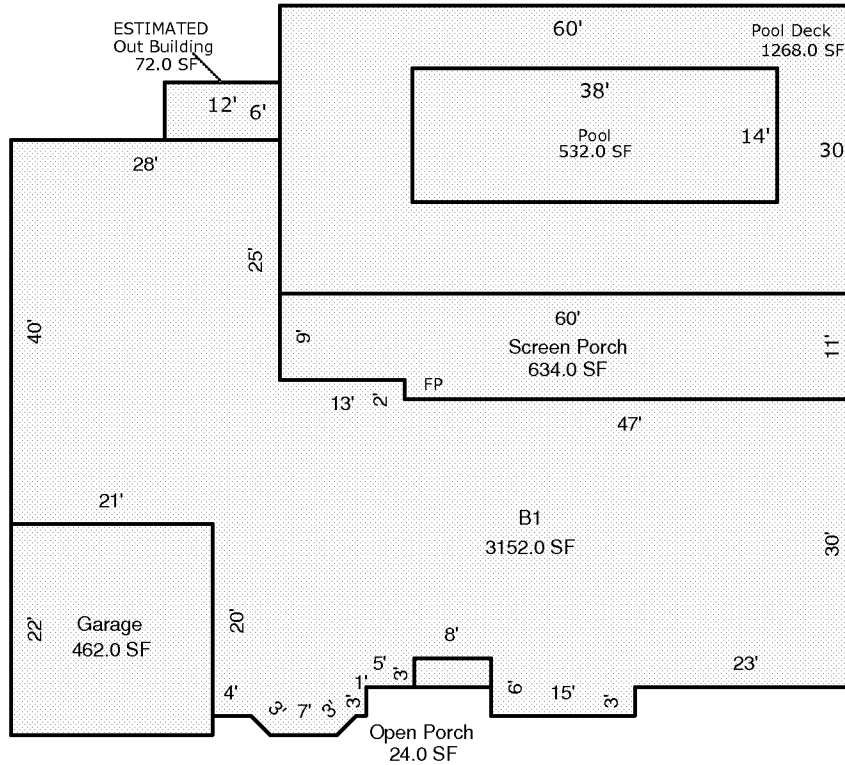 ESTIMATED
Out Building
72.0 SF
60'
Pool Deck
1268.0 SF
12'
6'
38'
Pool
532.0 SF
14'
30
28'
25'
40'
60'
9'
Screen Porch
634.0 SF
11'
FP
13'
2'
47'
21'
B1
3152.0 SF
30'
22'
Garage
462.0 SF
20'
8'
4'
3'
7'
3'
3'
1'
5'
3'
6'
15'
3'
23'
Open Porch
24.0 SF